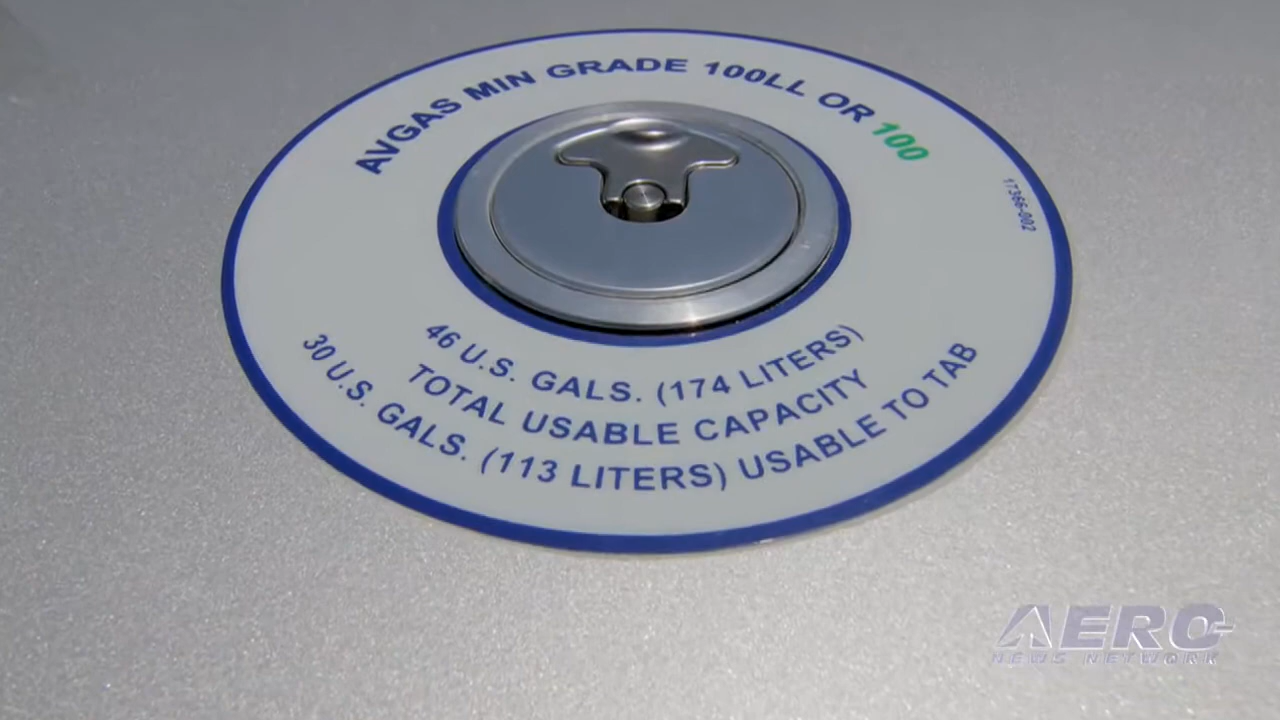 AVGAS MIN GRADE 100LL OR 100
17366-002
46 U.S. GALS. (174 LITERS)
TOTAL USABLE CAPACITY
30 U.S. GALS. (113 LITERS) USABLE TO TAB
AERO
NEWS NETWORK